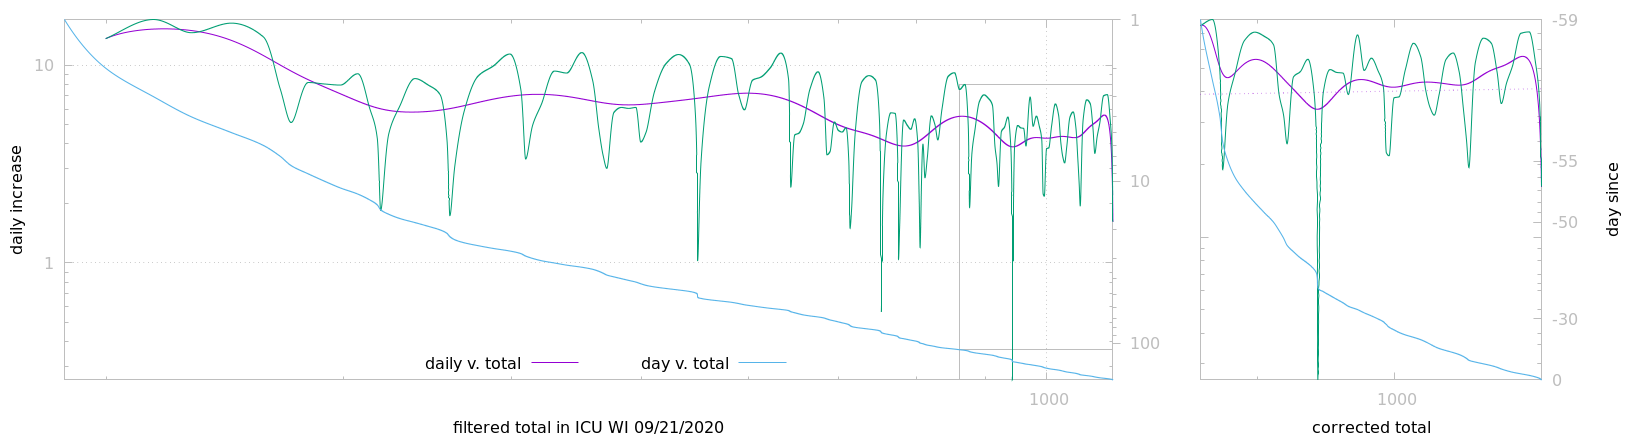 10
1
daily increase
1
10
100
1000
daily v. total
day v. total
filtered total in ICU WI 09/21/2020
-59
-55
-50
-30
0
day since
1000
corrected total